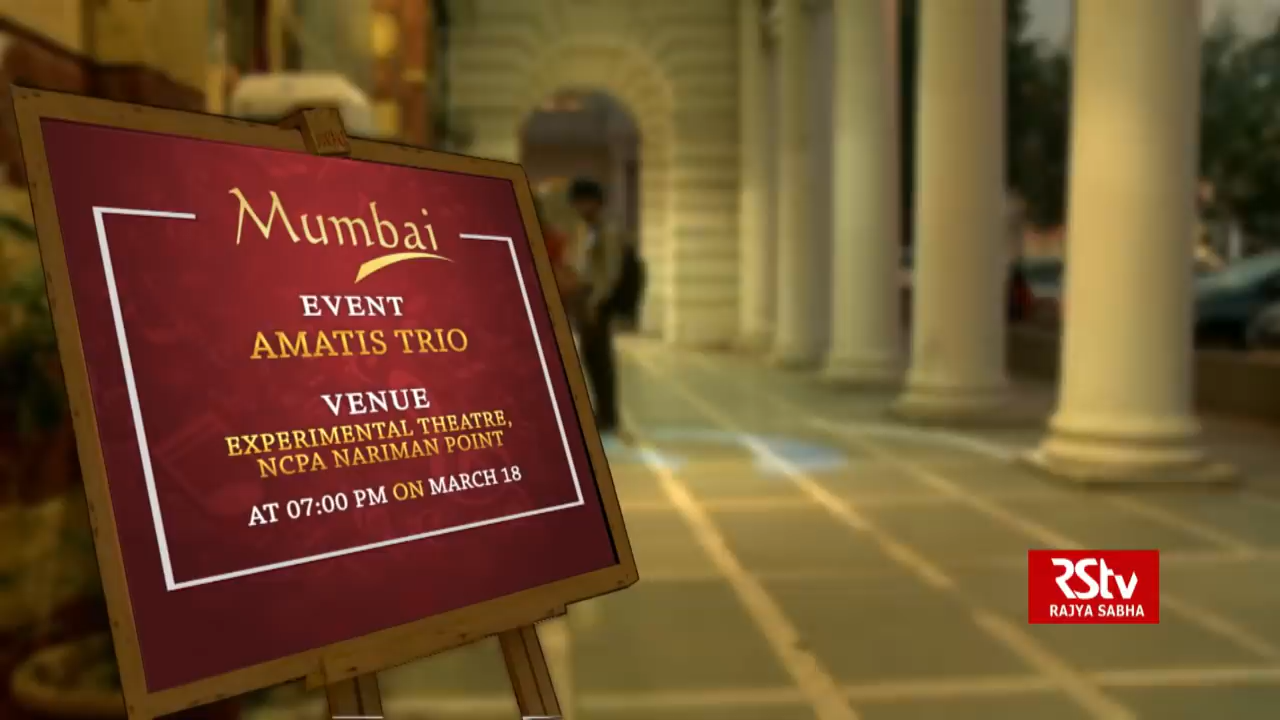 Mumbai
EVENT
AMATIS TRIO
VENUE
EXPERIMENTAL THEATRE,
NCPA NARIMAN POINT
AT 07:00 PM ON MARCH 18
RStv
RAJYA SABHA